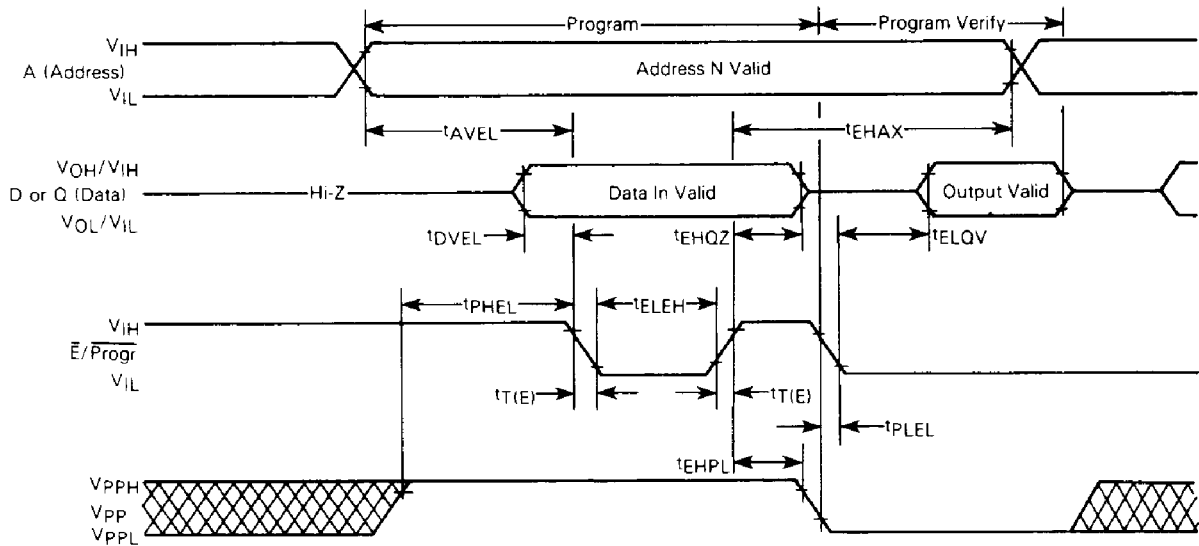 Program
Program Verify
VIH
A (Address)
Address N Valid
VIL
tAVEL
tEHAX
VOH/VIH
D or Q (Data)
Hi-Z
Data In Valid
Output Valid
VOL/VIL
tDVEL
tEHQZ
tELQV
tPHEL
tELEH
VIH
E̅/P̅r̅o̅g̅r̅
VIL
tT(E)
tT(E)
tPLEL
tEHPL
VPPH
VPP
VPPL